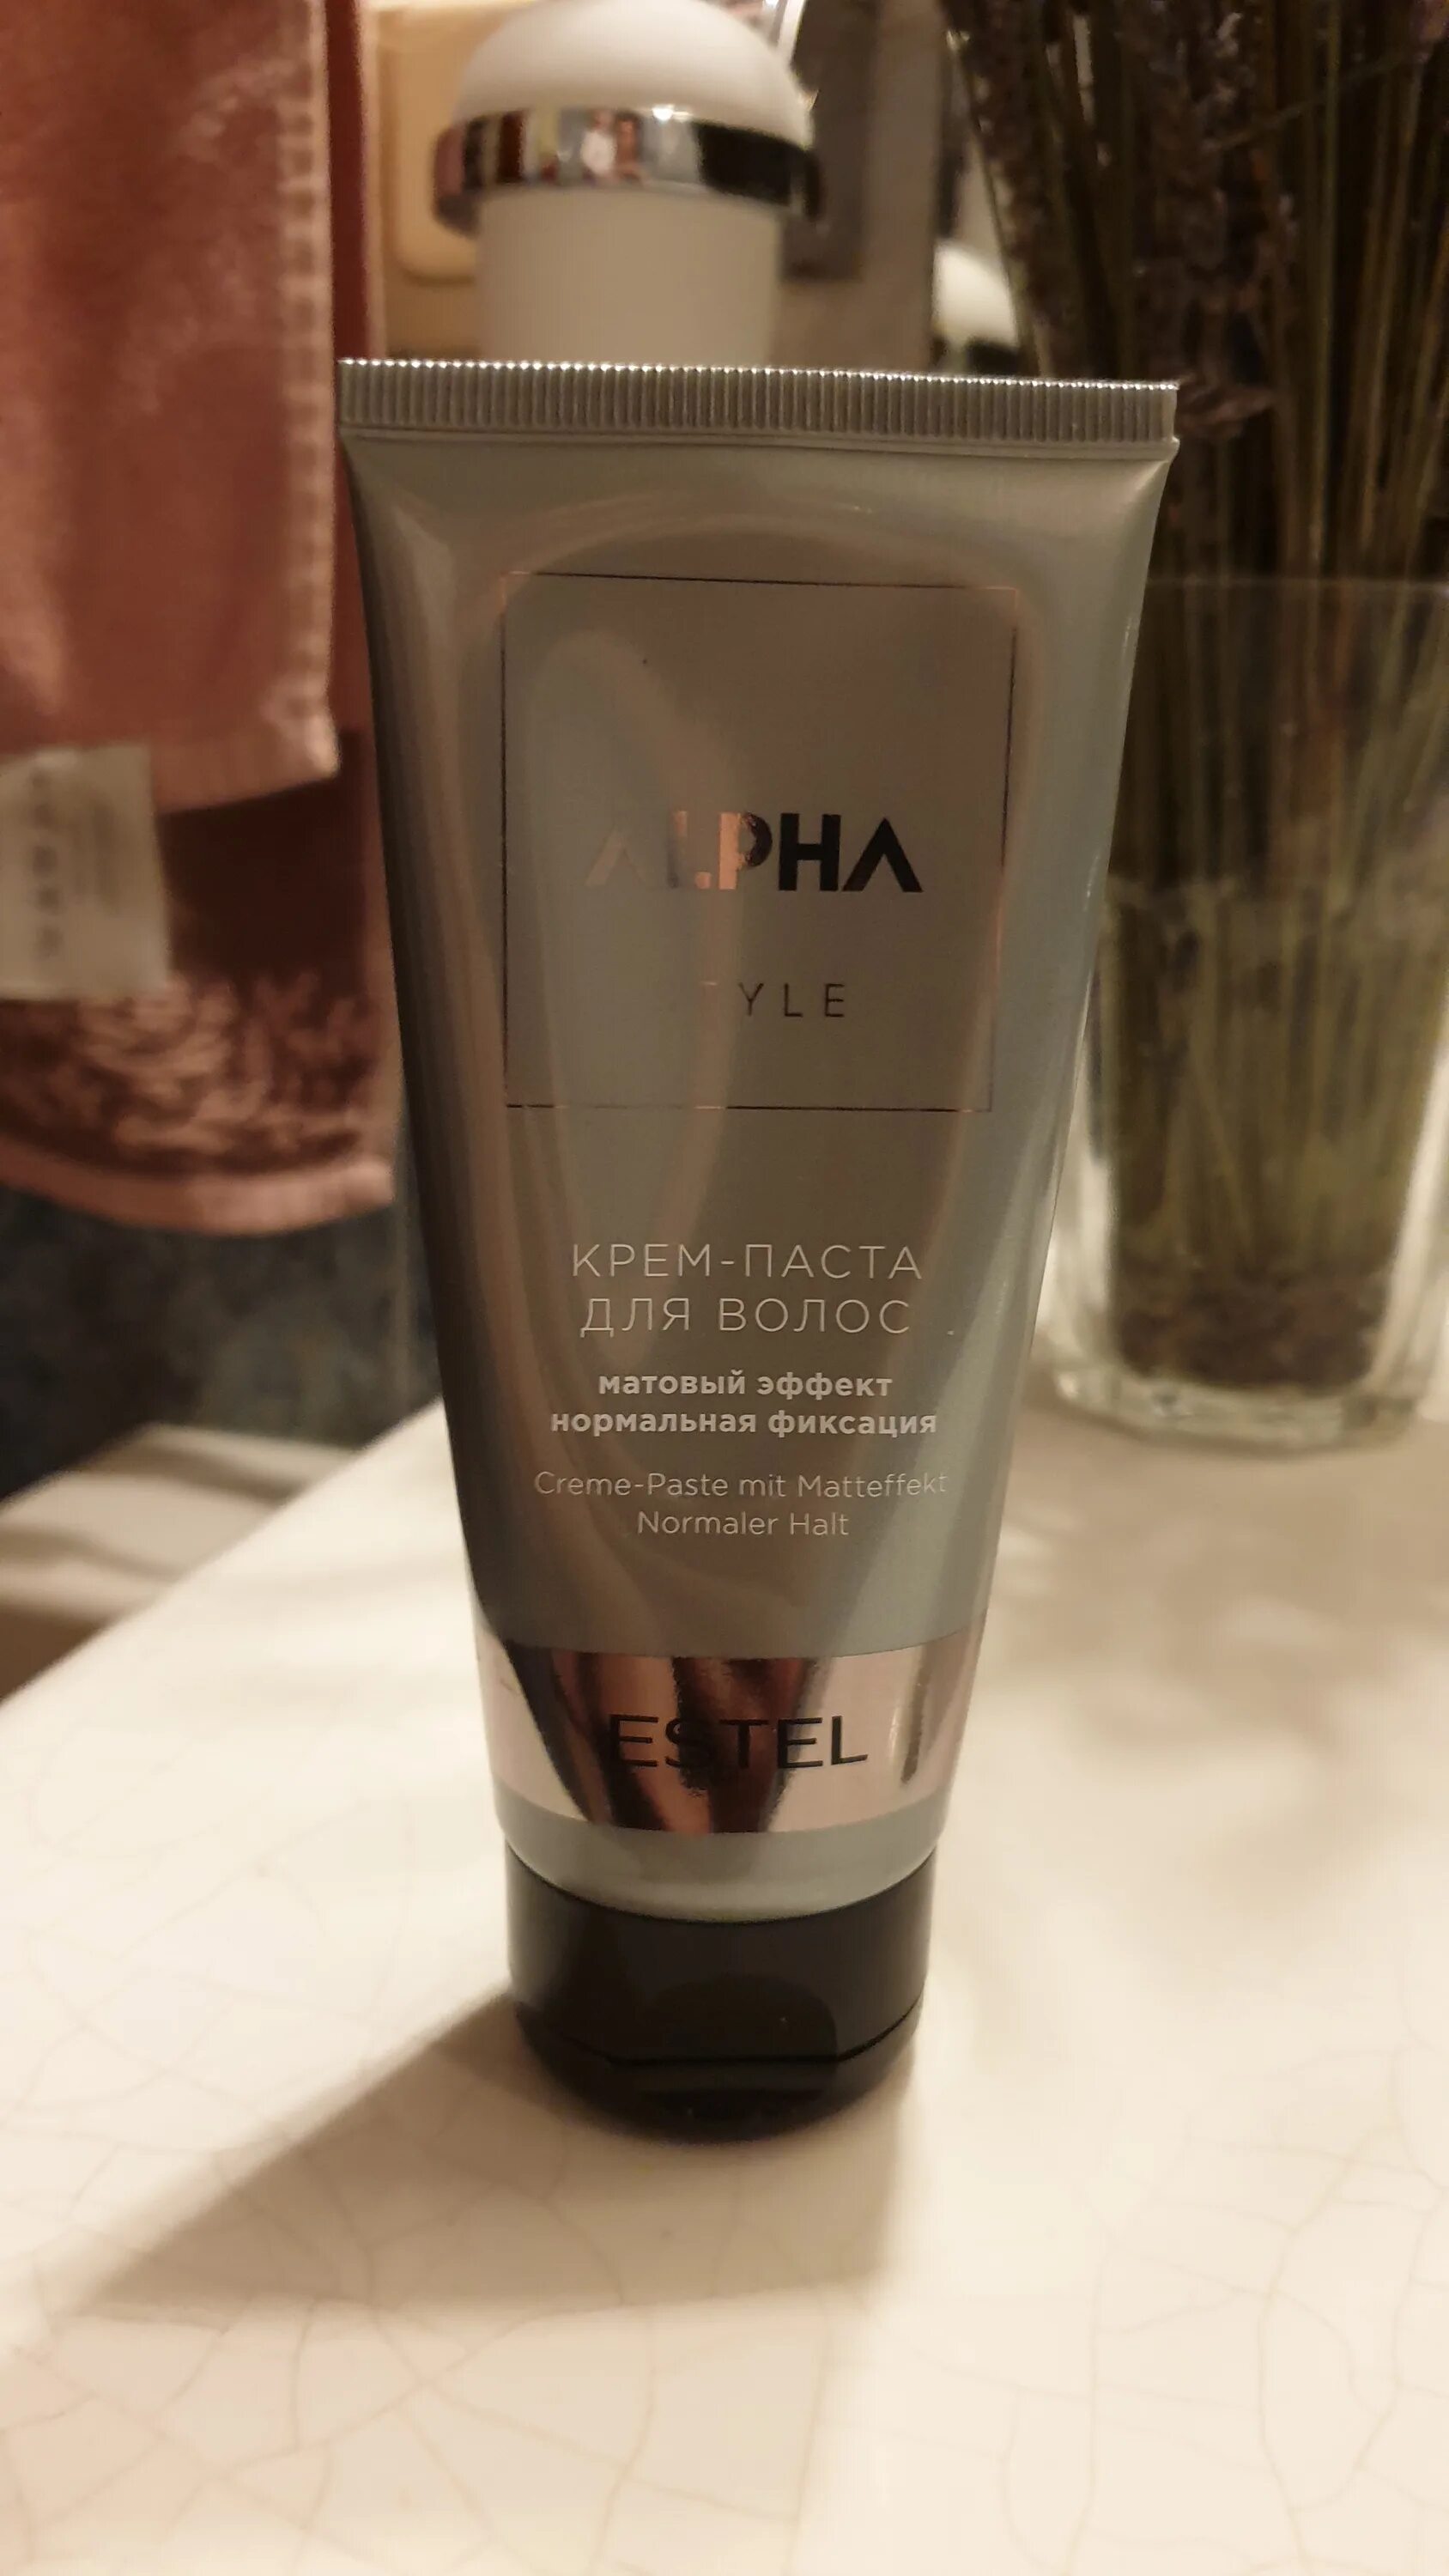 ALPHA
STYLE
КРЕМ-ПАСТА
ДЛЯ ВОЛОС
матовый эффект
нормальная фиксация
Creme-Paste mit Matteffekt
Normaler Halt
ESTEL